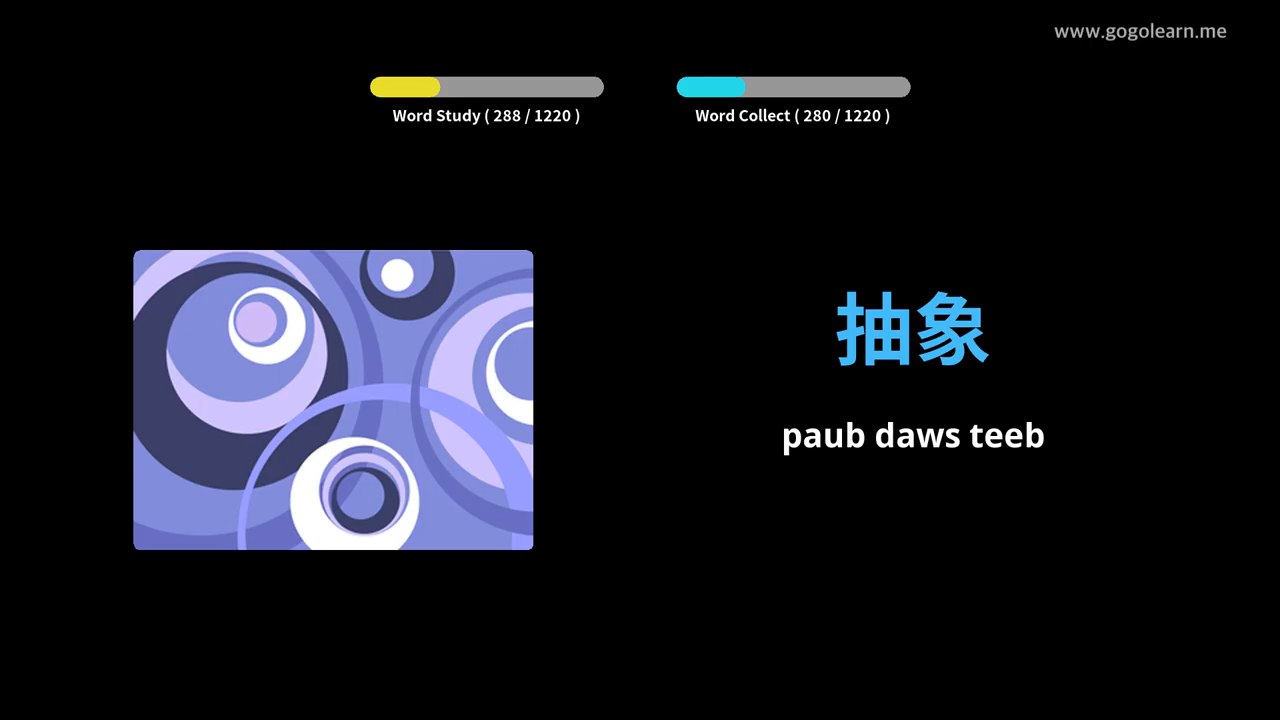 www.gogolearn.me
Word Study ( 288 / 1220 )
Word Collect ( 280 / 1220 )
抽象
paub daws teeb